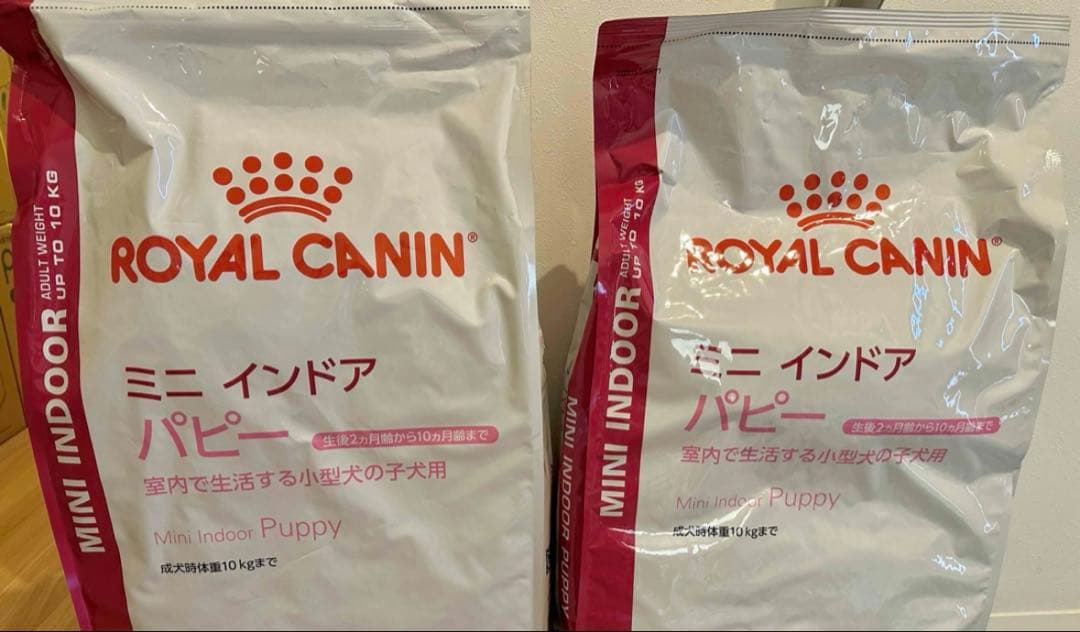 MINI INDOOR ADULT WEIGHT UP TO 10 KG
ROYAL CANIN®
ミニ インドア
パピー 生後2ヵ月齢から10ヵ月齢まで
室内で生活する小型犬の子犬用
Mini Indoor Puppy
成犬時体重10kgまで
MINI INDOOR ADULT WEIGHT UP TO 10 KG
MINI INDOOR PUPPY
ROYAL CANIN®
ミニ インドア
パピー 生後2ヵ月齢から10ヵ月齢まで
室内で生活する小型犬の子犬用
Mini Indoor Puppy
成犬時体重10kgまで